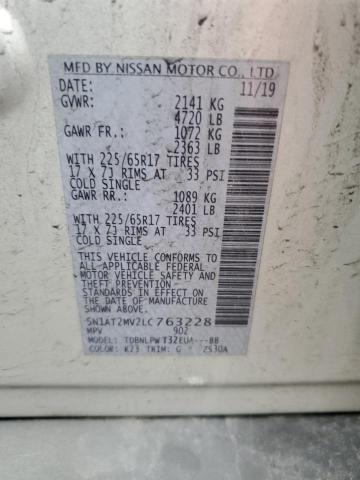 MFD BY NISSAN MOTOR CO., LTD
DATE: 11/19
GVWR: 2141 KG
4720 LB
GAWR FR.: 1072 KG
2363 LB
WITH 225/65R17 TIRES
17 X 7J RIMS AT 33 PSI
COLD SINGLE
GAWR RR.: 1089 KG
2401 LB
WITH 225/65R17 TIRES
17 X 7J RIMS AT 33 PSI
COLD SINGLE
THIS VEHICLE CONFORMS TO
ALL APPLICABLE FEDERAL
MOTOR VEHICLE SAFETY
AND THEFT PREVENTION
STANDARDS IN EFFECT ON
THE DATE OF MANUFACTURE
SHOWN ABOVE.
5N1AT2MV2LC763228
MPV 902
MODEL: TDBNLPW T32EUA---BB
COLOR: K23 TRIM: G 2S30A